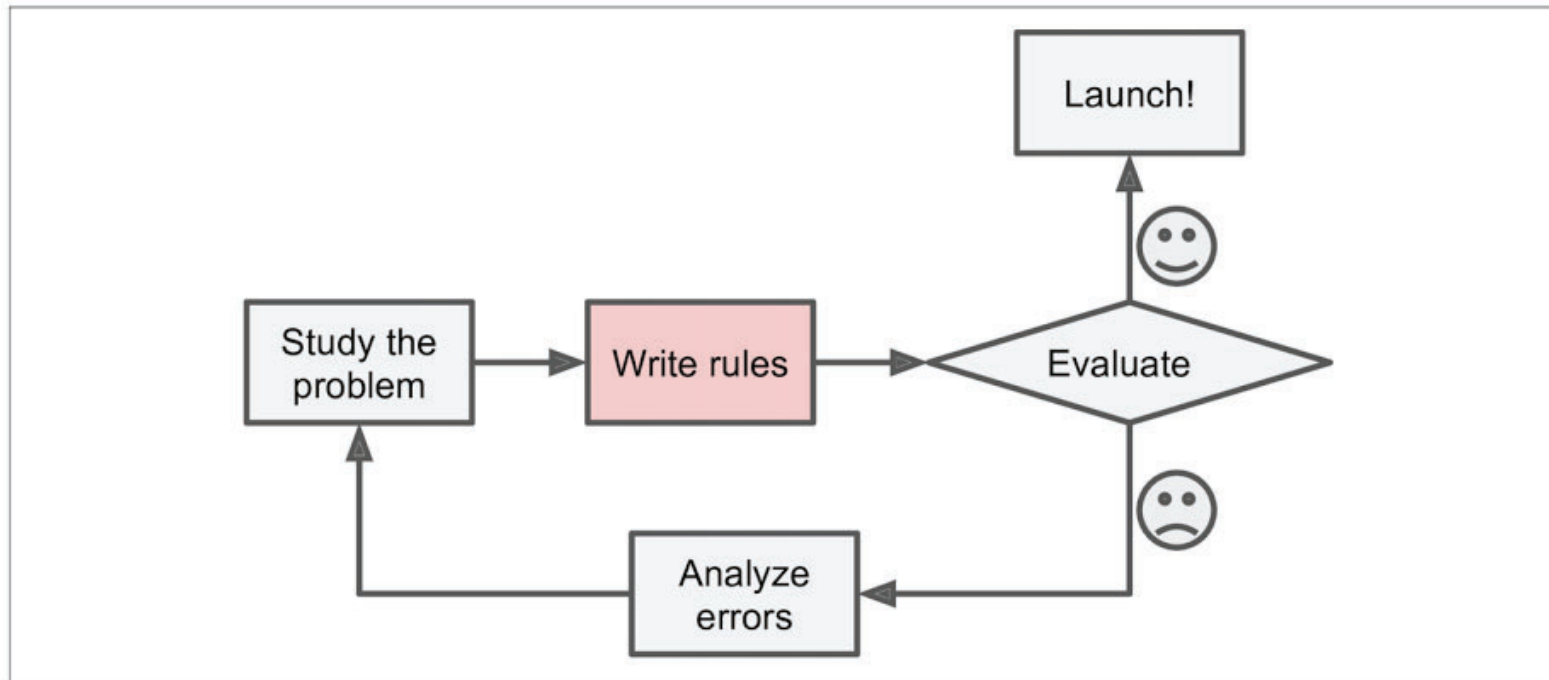 Launch!
Study the
problem
Write rules
Evaluate
Analyze
errors